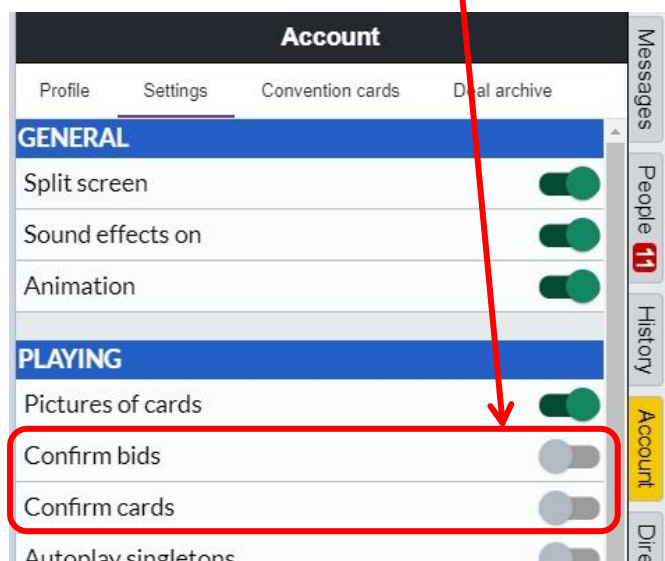 Account
Profile Settings Convention cards Deal archive
GENERAL
Split screen
Sound effects on
Animation
PLAYING
Pictures of cards
Confirm bids
Confirm cards
Autoplay singletons
Messages
People 11
History
Account
Dire